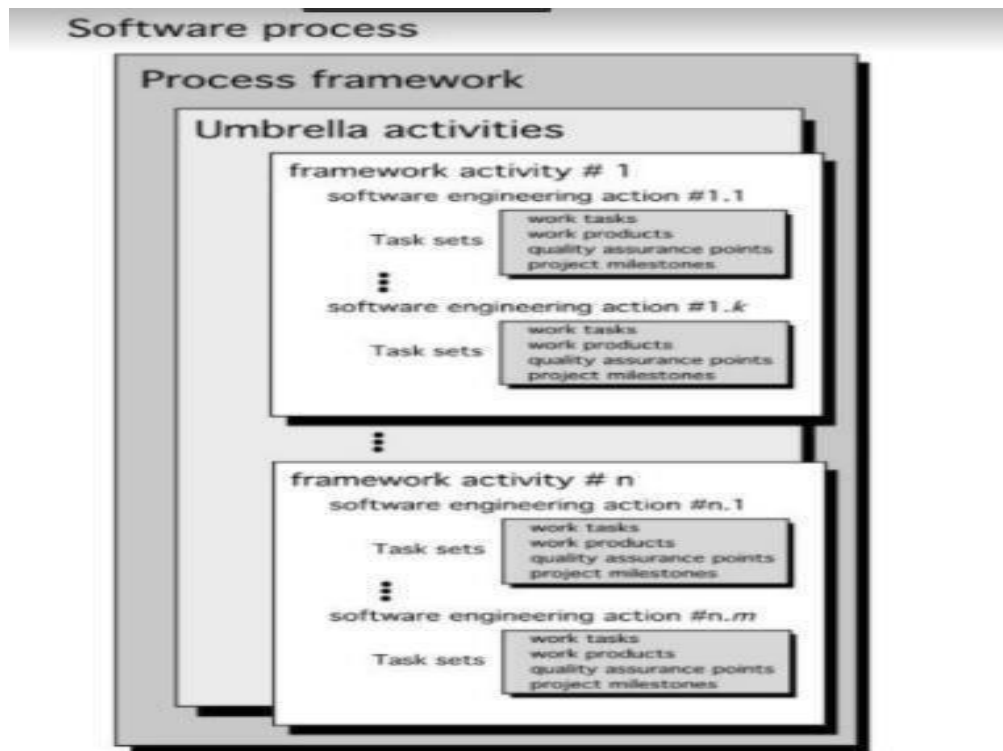 Software process
Process framework
Umbrella activities
framework activity # 1
software engineering action #1.1
Task sets
work tasks
work products
quality assurance points
project milestones
software engineering action #1.k
Task sets
work tasks
work products
quality assurance points
project milestones
framework activity # n
software engineering action #n.1
Task sets
work tasks
work products
quality assurance points
project milestones
software engineering action #n.m
Task sets
work tasks
work products
quality assurance points
project milestones